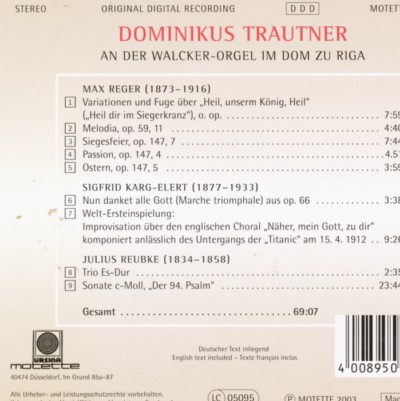 STEREO ORIGINAL DIGITAL RECORDING D D D MOTETTE
DOMINIKUS TRAUTNER
AN DER WALCKER-ORGEL IM DOM ZU RIGA
MAX REGER (1873–1916)
1 Variationen und Fuge über „Heil, unserm König, Heil“
(„Heil dir im Siegerkranz“), o. op. 7:59
2 Melodia, op. 59, 11 4:40
3 Siegesfeier, op. 147, 7 7:44
4 Passion, op. 147, 4 4:51
5 Ostern, op. 147, 5 3:59
SIGFRID KARG-ELERT (1877–1933)
6 Nun danket alle Gott (Marche triomphale) aus op. 66 3:38
7 Welt-Ersteinspielung:
Improvisation über den englischen Choral „Näher, mein Gott, zu dir“
komponiert anlässlich des Untergangs der „Titanic“ am 15. 4. 1912 9:26
JULIUS REUBKE (1834–1858)
8 Trio Es-Dur 2:35
9 Sonate c-Moll, „Der 94. Psalm“ 23:44
Gesamt 69:07
URSINA
motette
40474 Düsseldorf, Im Grund 85a–87
Deutscher Text inliegend
English text included – Texte français inclus
4 008950
Alle Urheber- und Leistungsschutzrechte vorbehalten.
LC 05095
P MOTETTE 2003
Mad